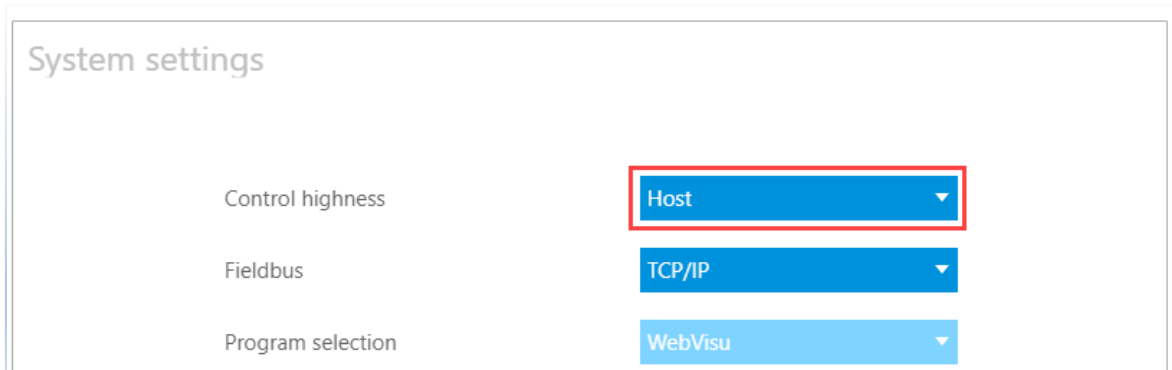 System settings
Control highness Host
Fieldbus TCP/IP
Program selection WebVisu